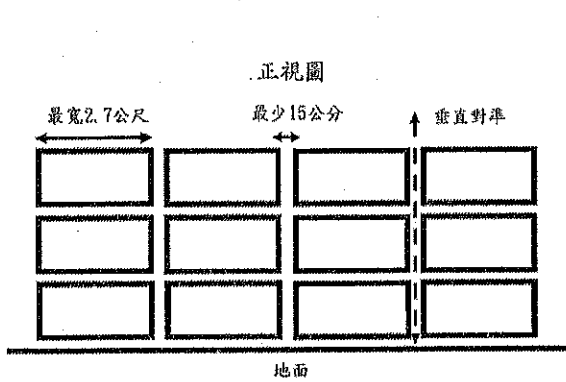 正視圖
最寬2.7公尺
最少15公分
垂直對準
地面